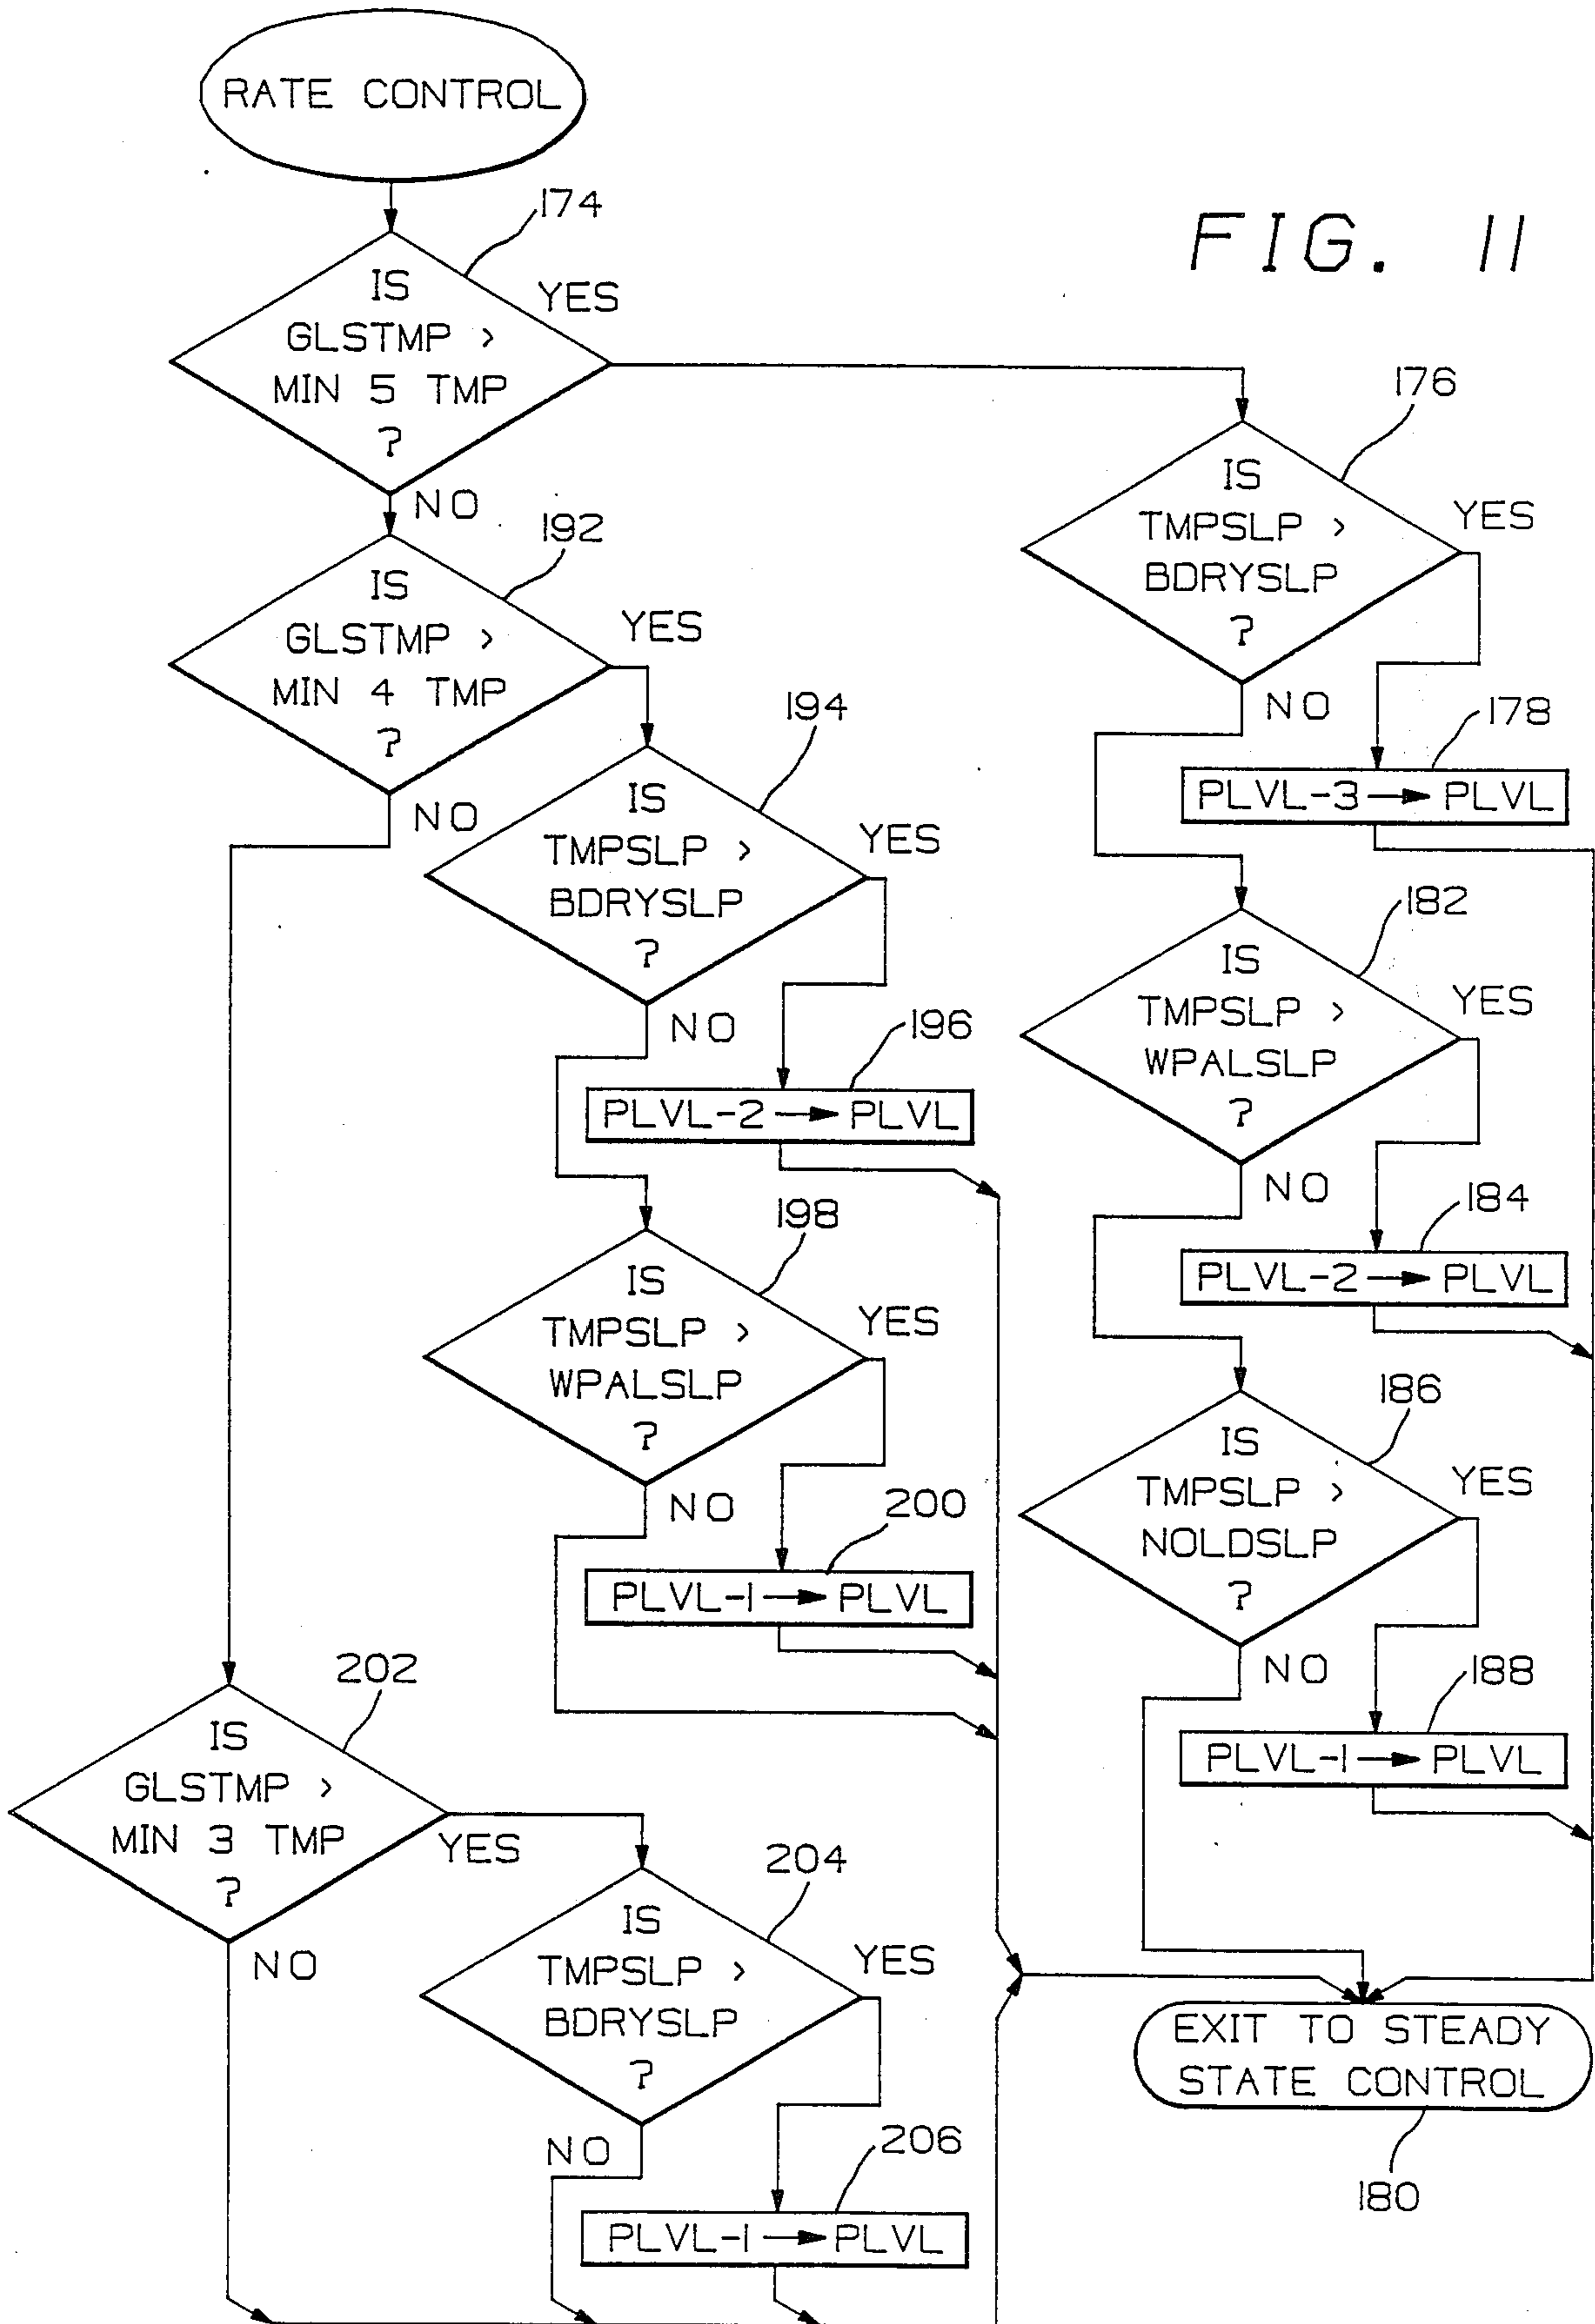 RATE CONTROL
FIG. 11
174
IS
GLSTMP >
MIN 5 TMP
?
YES
NO
176
IS
TMPSLP >
BDRYSLP
?
YES
NO
178
PLVL-3 → PLVL
192
IS
GLSTMP >
MIN 4 TMP
?
YES
NO
194
IS
TMPSLP >
BDRYSLP
?
YES
NO
196
PLVL-2 → PLVL
182
IS
TMPSLP >
WPALSLP
?
YES
NO
184
PLVL-2 → PLVL
198
IS
TMPSLP >
WPALSLP
?
YES
NO
200
PLVL-1 → PLVL
186
IS
TMPSLP >
NOLDSLP
?
YES
NO
188
PLVL-1 → PLVL
202
IS
GLSTMP >
MIN 3 TMP
?
YES
NO
204
IS
TMPSLP >
BDRYSLP
?
YES
NO
206
PLVL-1 → PLVL
EXIT TO STEADY
STATE CONTROL
180